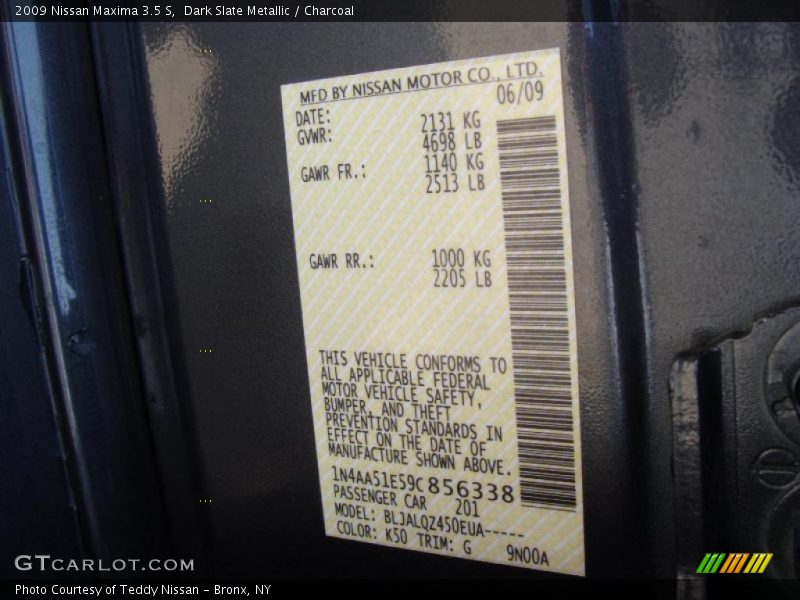 2009 Nissan Maxima 3.5 S, Dark Slate Metallic / Charcoal
MFD BY NISSAN MOTOR CO., LTD.
DATE: 06/09
GVWR: 2131 KG
4698 LB
GAWR FR.: 1140 KG
2513 LB
GAWR RR.: 1000 KG
2205 LB
THIS VEHICLE CONFORMS TO
ALL APPLICABLE FEDERAL
MOTOR VEHICLE SAFETY,
BUMPER, AND THEFT
PREVENTION STANDARDS IN
EFFECT ON THE DATE OF
MANUFACTURE SHOWN ABOVE.
1N4AA51E59C856338
PASSENGER CAR 201
MODEL: BLJALQZ450EUA-----
COLOR: K50 TRIM: G 9N00A
GTCARLOT.COM
Photo Courtesy of Teddy Nissan - Bronx, NY